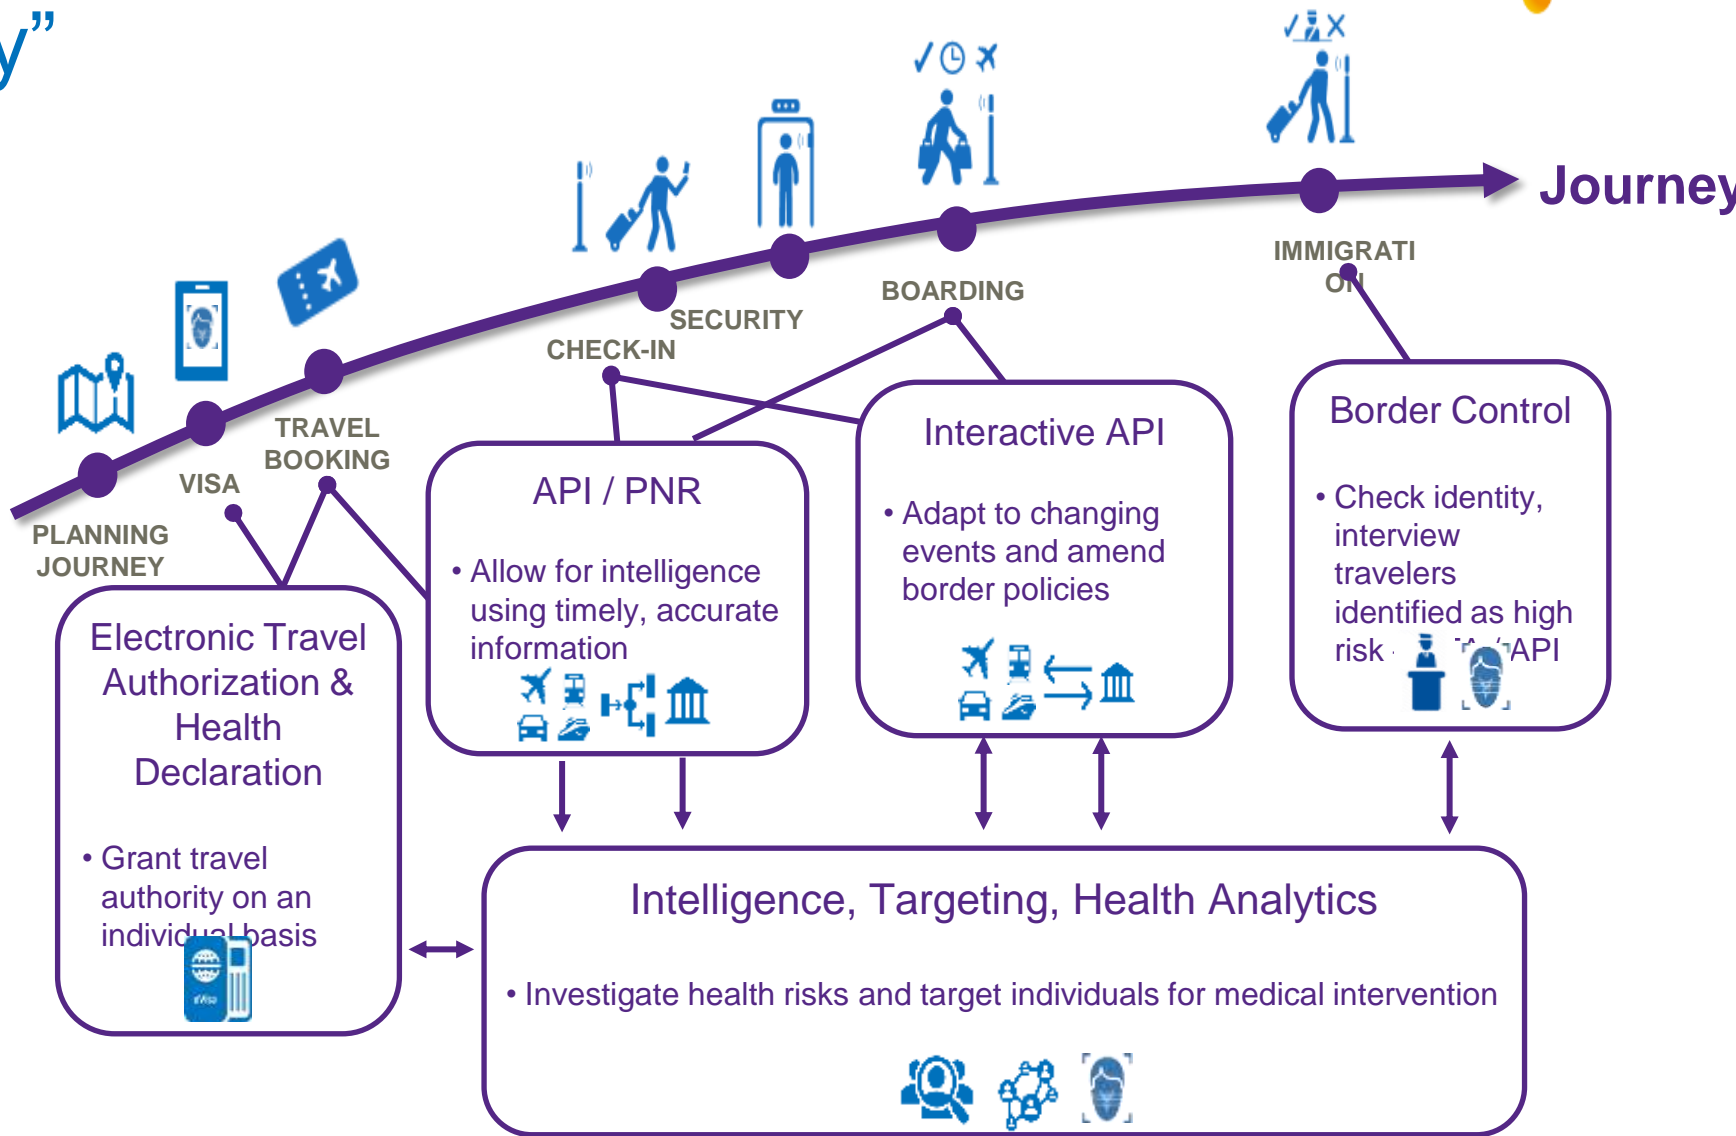 y”
Journey
IMMIGRATI
ON
BOARDING
SECURITY
CHECK-IN
TRAVEL
BOOKING
VISA
PLANNING
JOURNEY
Electronic Travel
Authorization &
Health
Declaration
• Grant travel
authority on an
individual basis
eVisa
API / PNR
• Allow for intelligence
using timely, accurate
information
Interactive API
• Adapt to changing
events and amend
border policies
Border Control
• Check identity,
interview
travelers
identified as high
risk API
Intelligence, Targeting, Health Analytics
• Investigate health risks and target individuals for medical intervention